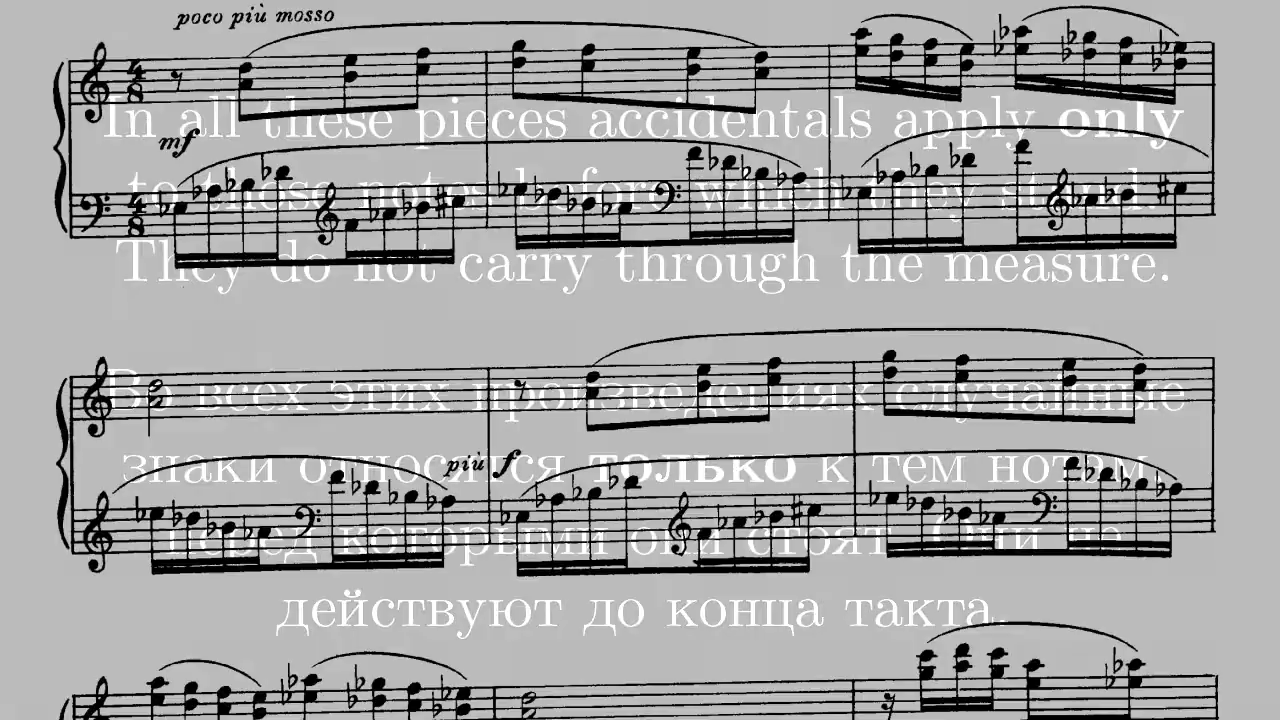 poco più mosso
In all these pieces accidentals apply only
mf
to those notes before which they stand.
They do not carry through the measure.
Во всех этих произведениях случайные
più f
знаки относятся только к тем нотам,
перед которыми они стоят. Они не
действуют до конца такта.